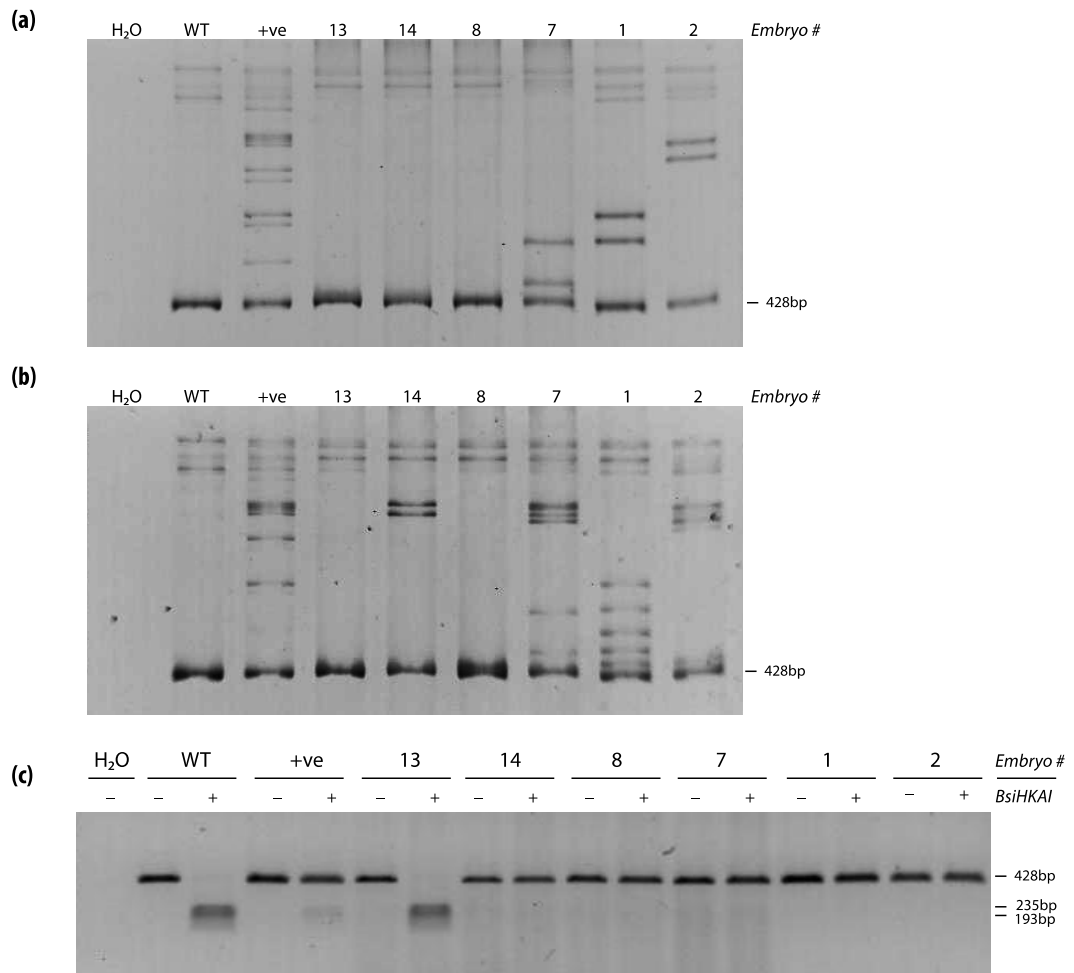 (a)
H₂O WT +ve 13 14 8 7 1 2 Embryo #
428bp
(b)
H₂O WT +ve 13 14 8 7 1 2 Embryo #
428bp
(c)
H₂O WT +ve 13 14 8 7 1 2 Embryo #
− − + − + − + − + − + − + − + − + BsiHKAI
428bp
235bp
193bp